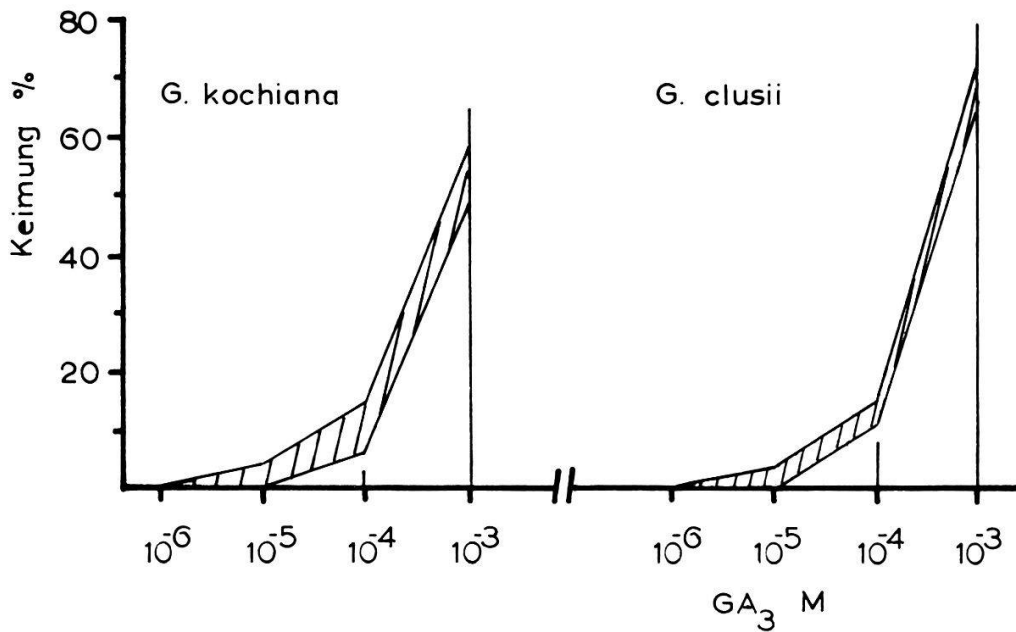 80
60
40
20
Keimung %
G. kochiana
G. clusii
10⁻⁶ 10⁻⁵ 10⁻⁴ 10⁻³ 10⁻⁶ 10⁻⁵ 10⁻⁴ 10⁻³
GA₃ M